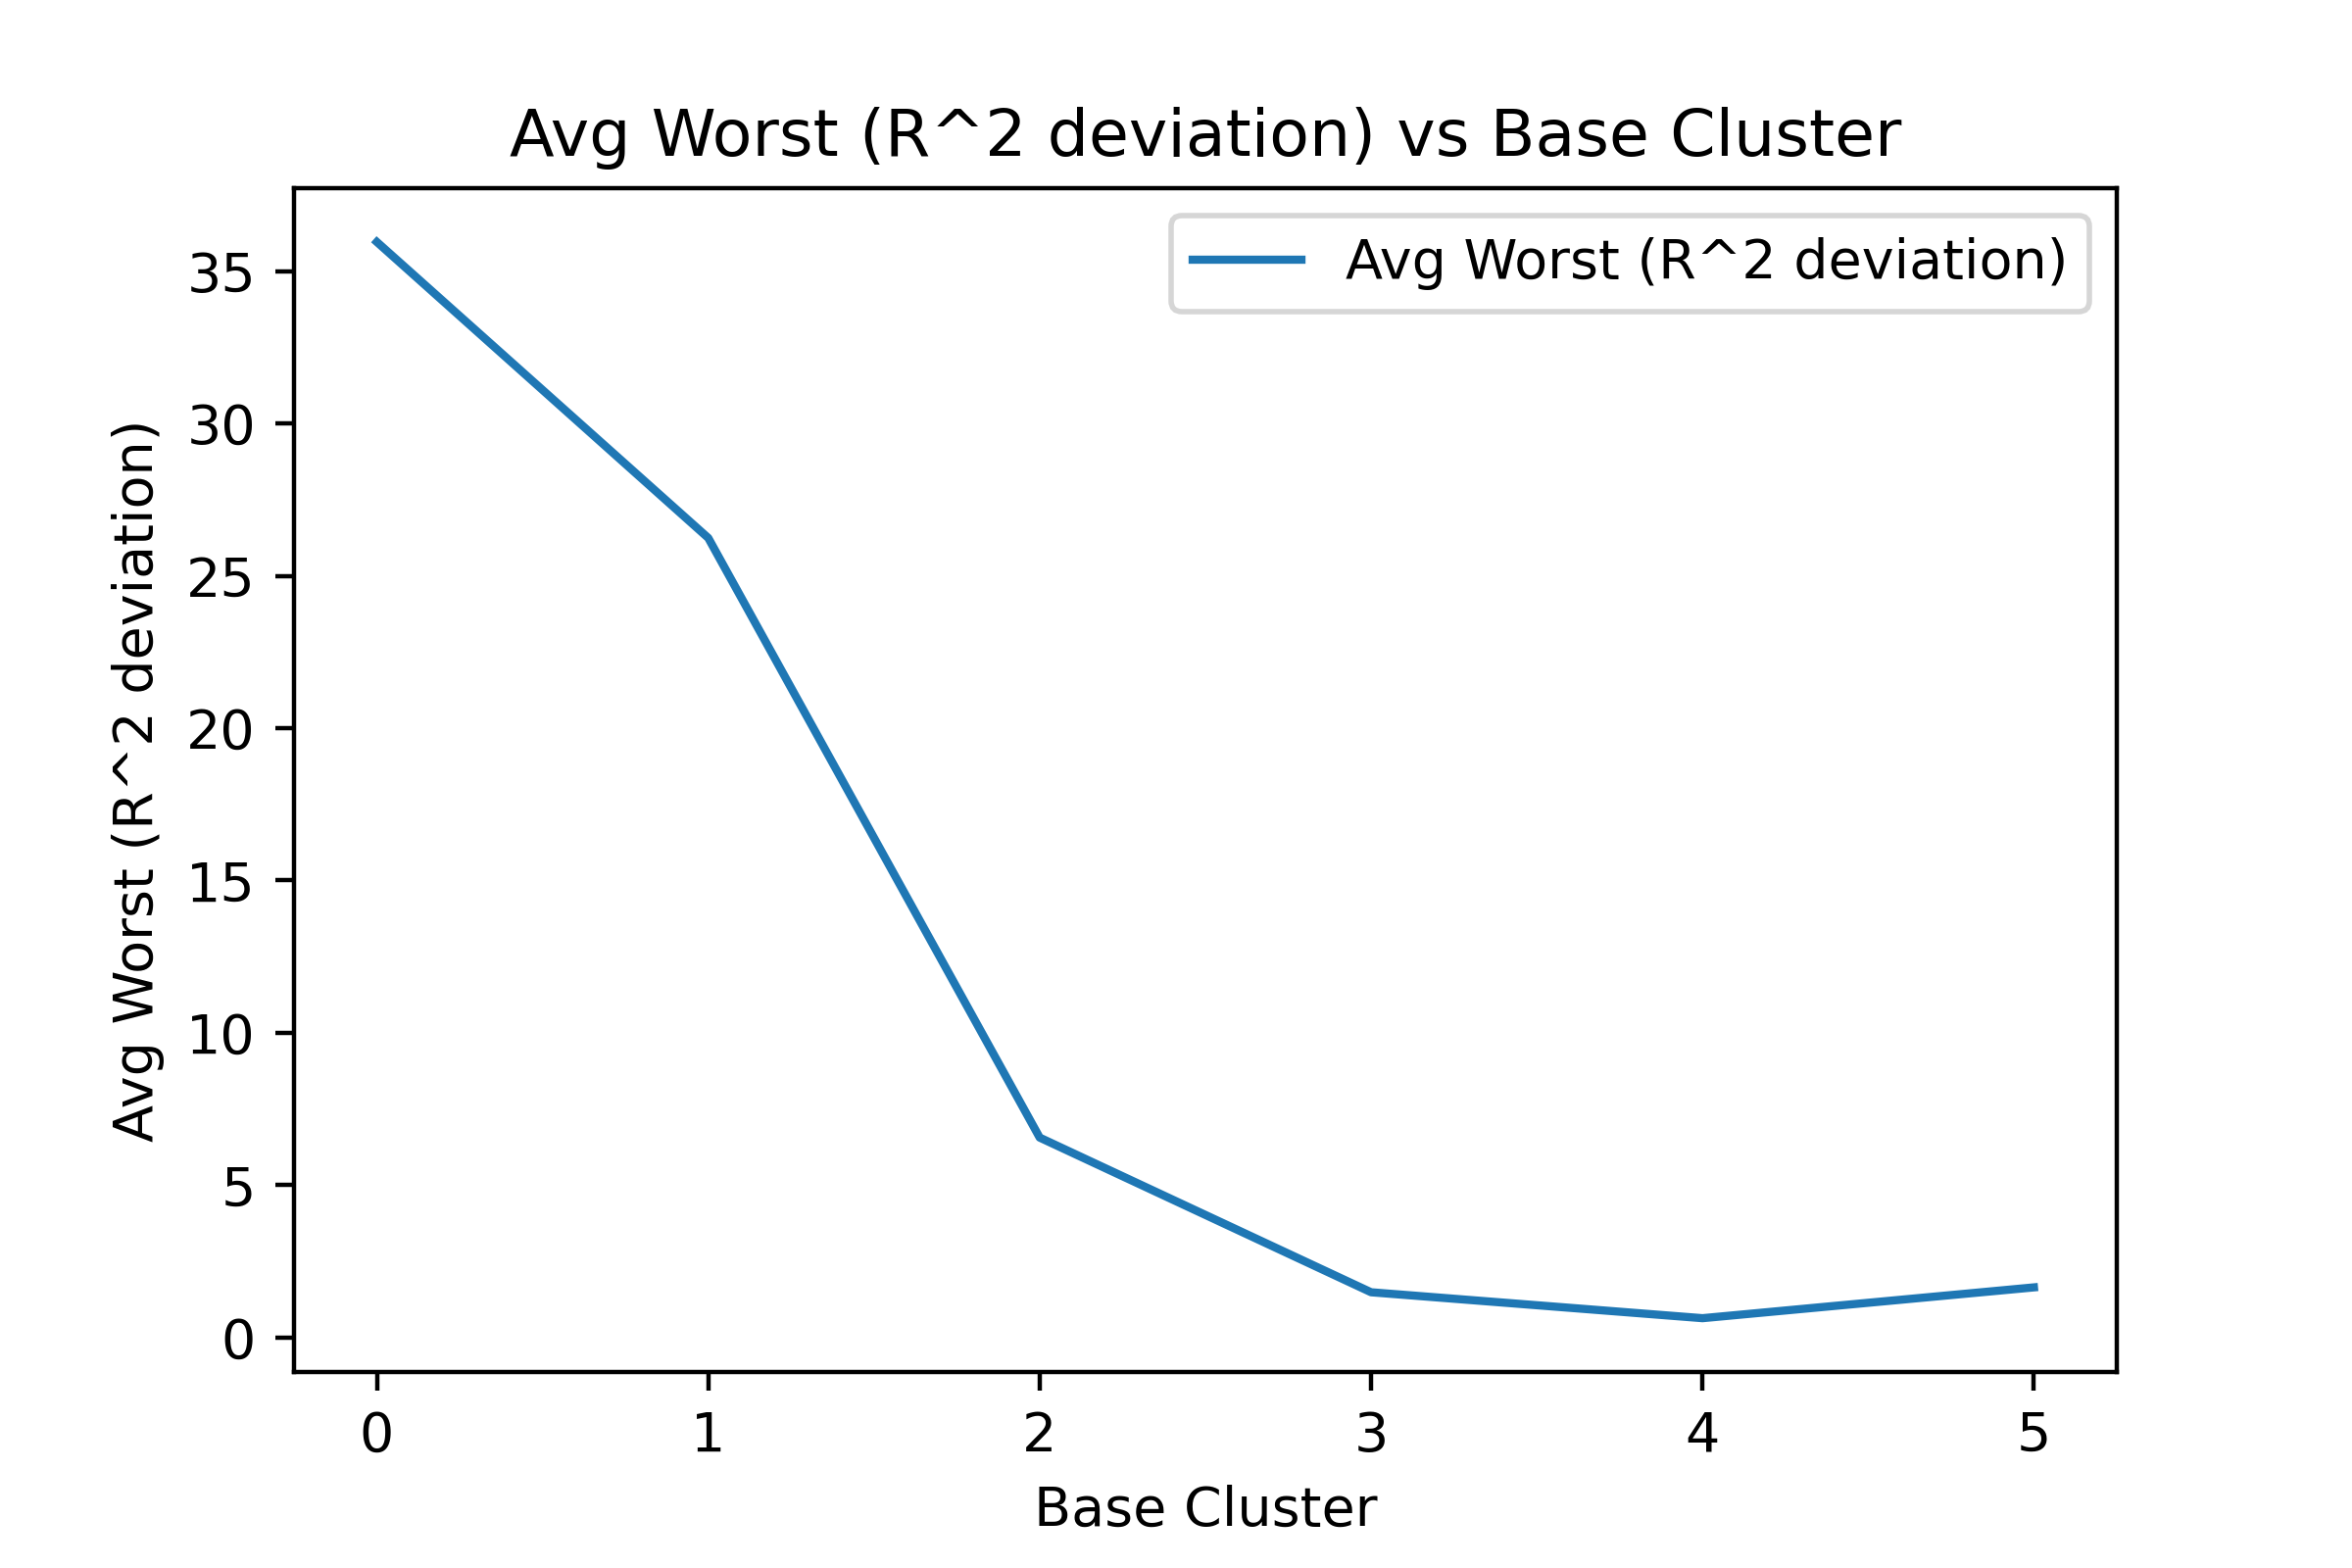 Avg Worst (R^2 deviation) vs Base Cluster
Avg Worst (R^2 deviation)
Avg Worst (R^2 deviation)
35
30
25
20
15
10
5
0
0 1 2 3 4 5
Base Cluster